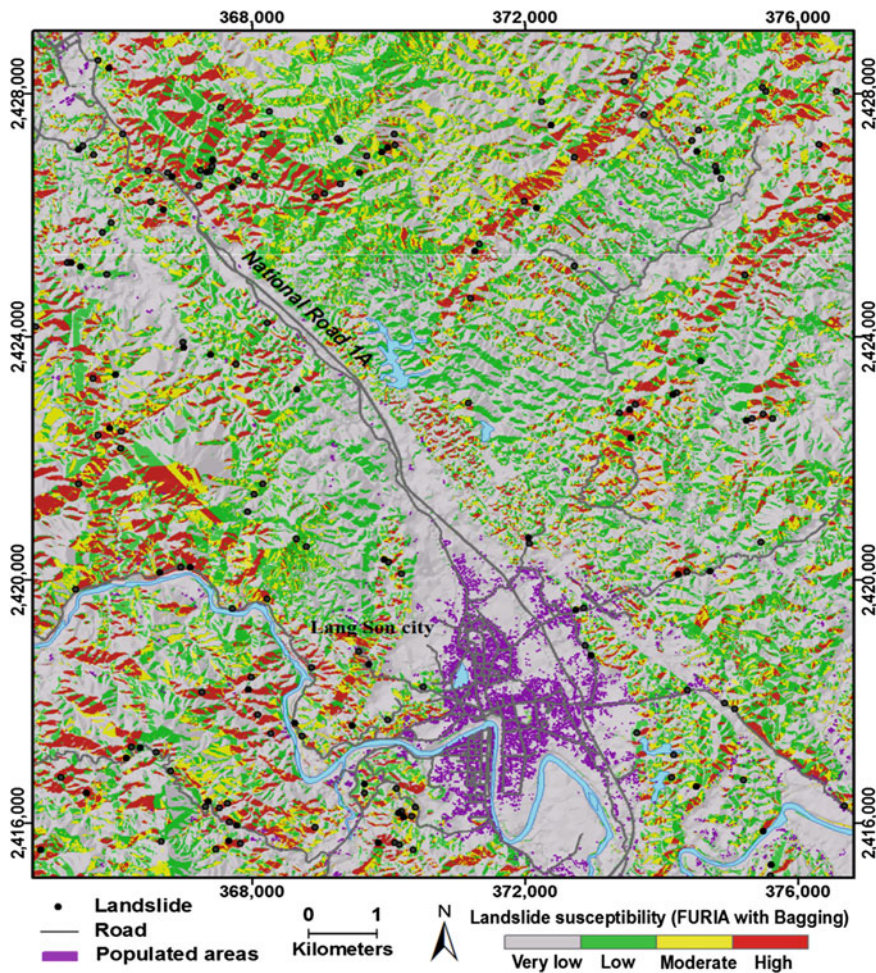 368,000 372,000 376,000
2,428,000 2,428,000
National Road 1A
2,424,000 2,424,000
2,420,000 2,420,000
Lang Son city
2,416,000 2,416,000
368,000 372,000 376,000
Landslide
Road
Populated areas
0 1
Kilometers
N
Landslide susceptibility (FURIA with Bagging)
Very low Low Moderate High